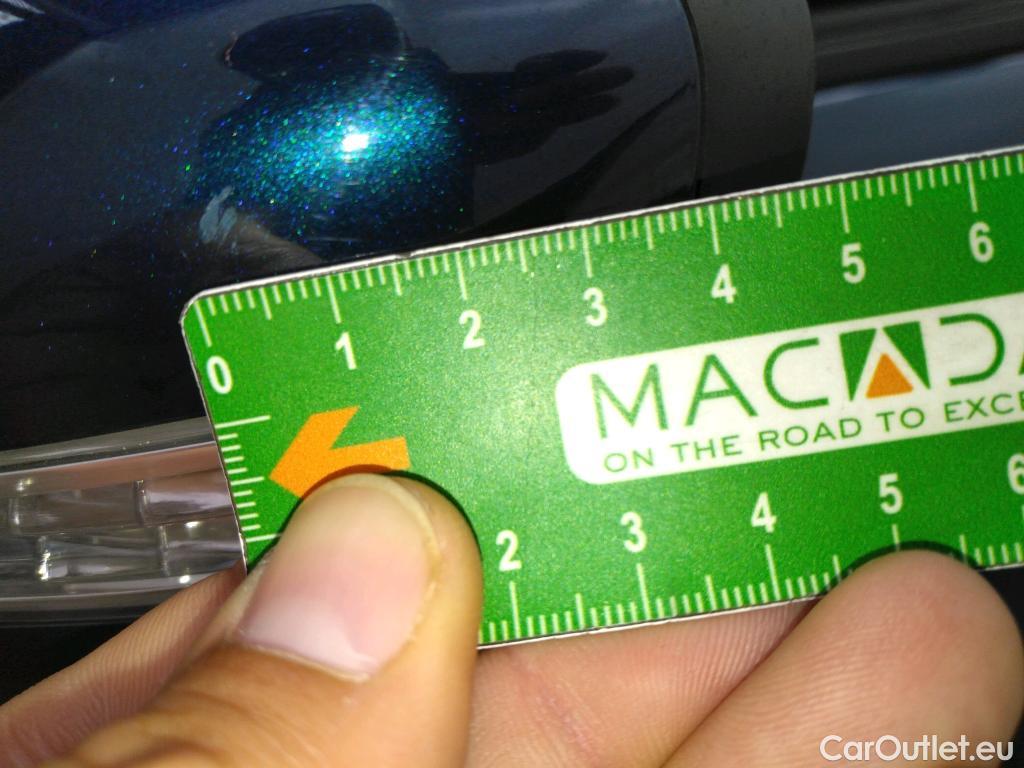 0 1 2 3 4 5 6
MACADA
ON THE ROAD TO EXCE
2 3 4 5 6
CarOutlet.eu